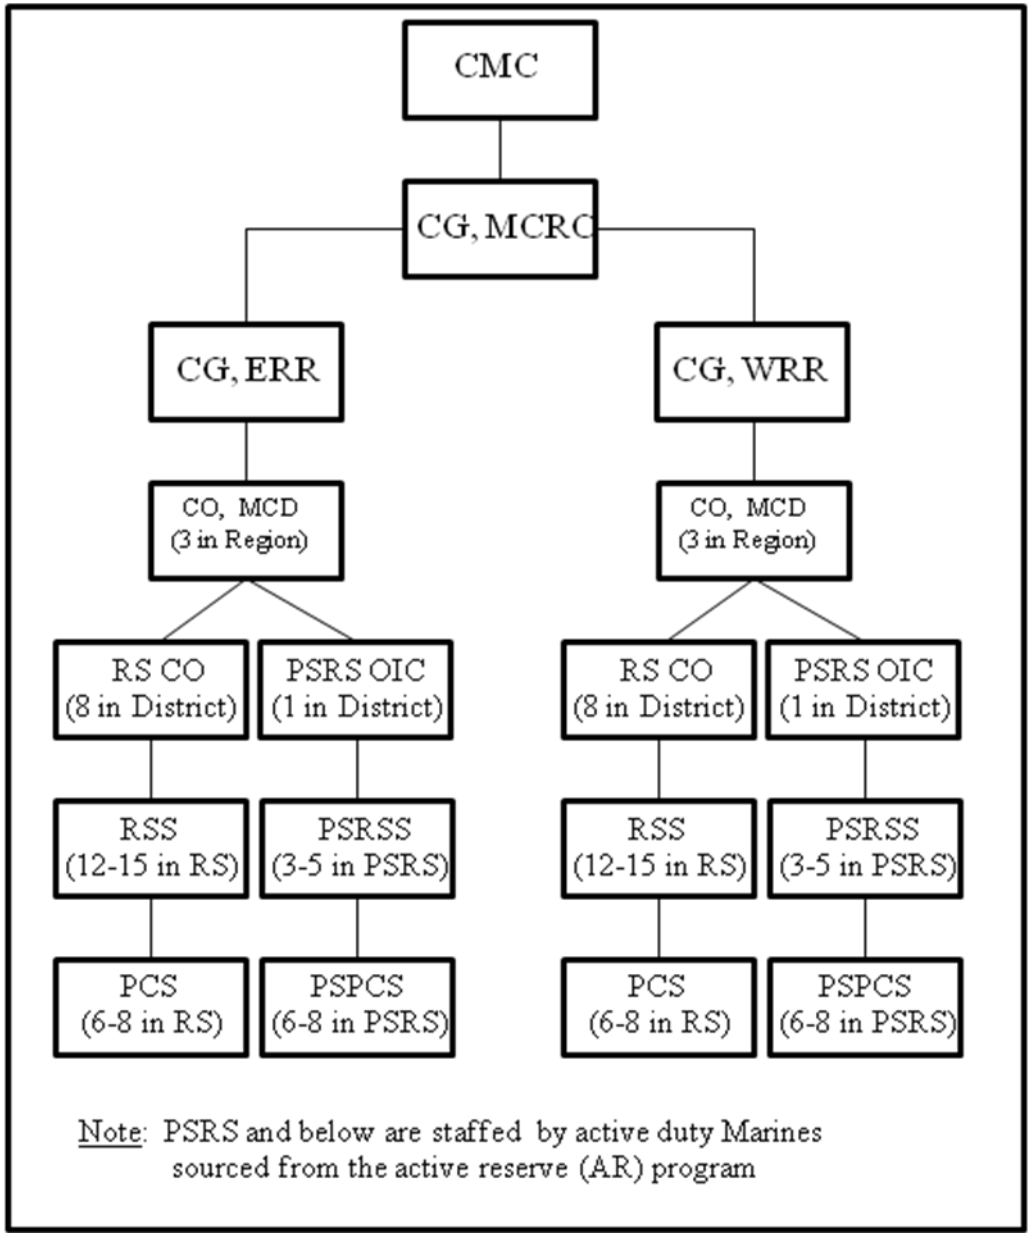 CMC
CG, MCRC
CG, ERR
CG, WRR
CO, MCD
(3 in Region)
CO, MCD
(3 in Region)
RS CO
(8 in District)
PSRS OIC
(1 in District)
RS CO
(8 in District)
PSRS OIC
(1 in District)
RSS
(12-15 in RS)
PSRSS
(3-5 in PSRS)
RSS
(12-15 in RS)
PSRSS
(3-5 in PSRS)
PCS
(6-8 in RS)
PSPCS
(6-8 in PSRS)
PCS
(6-8 in RS)
PSPCS
(6-8 in PSRS)
Note: PSRS and below are staffed by active duty Marines
sourced from the active reserve (AR) program